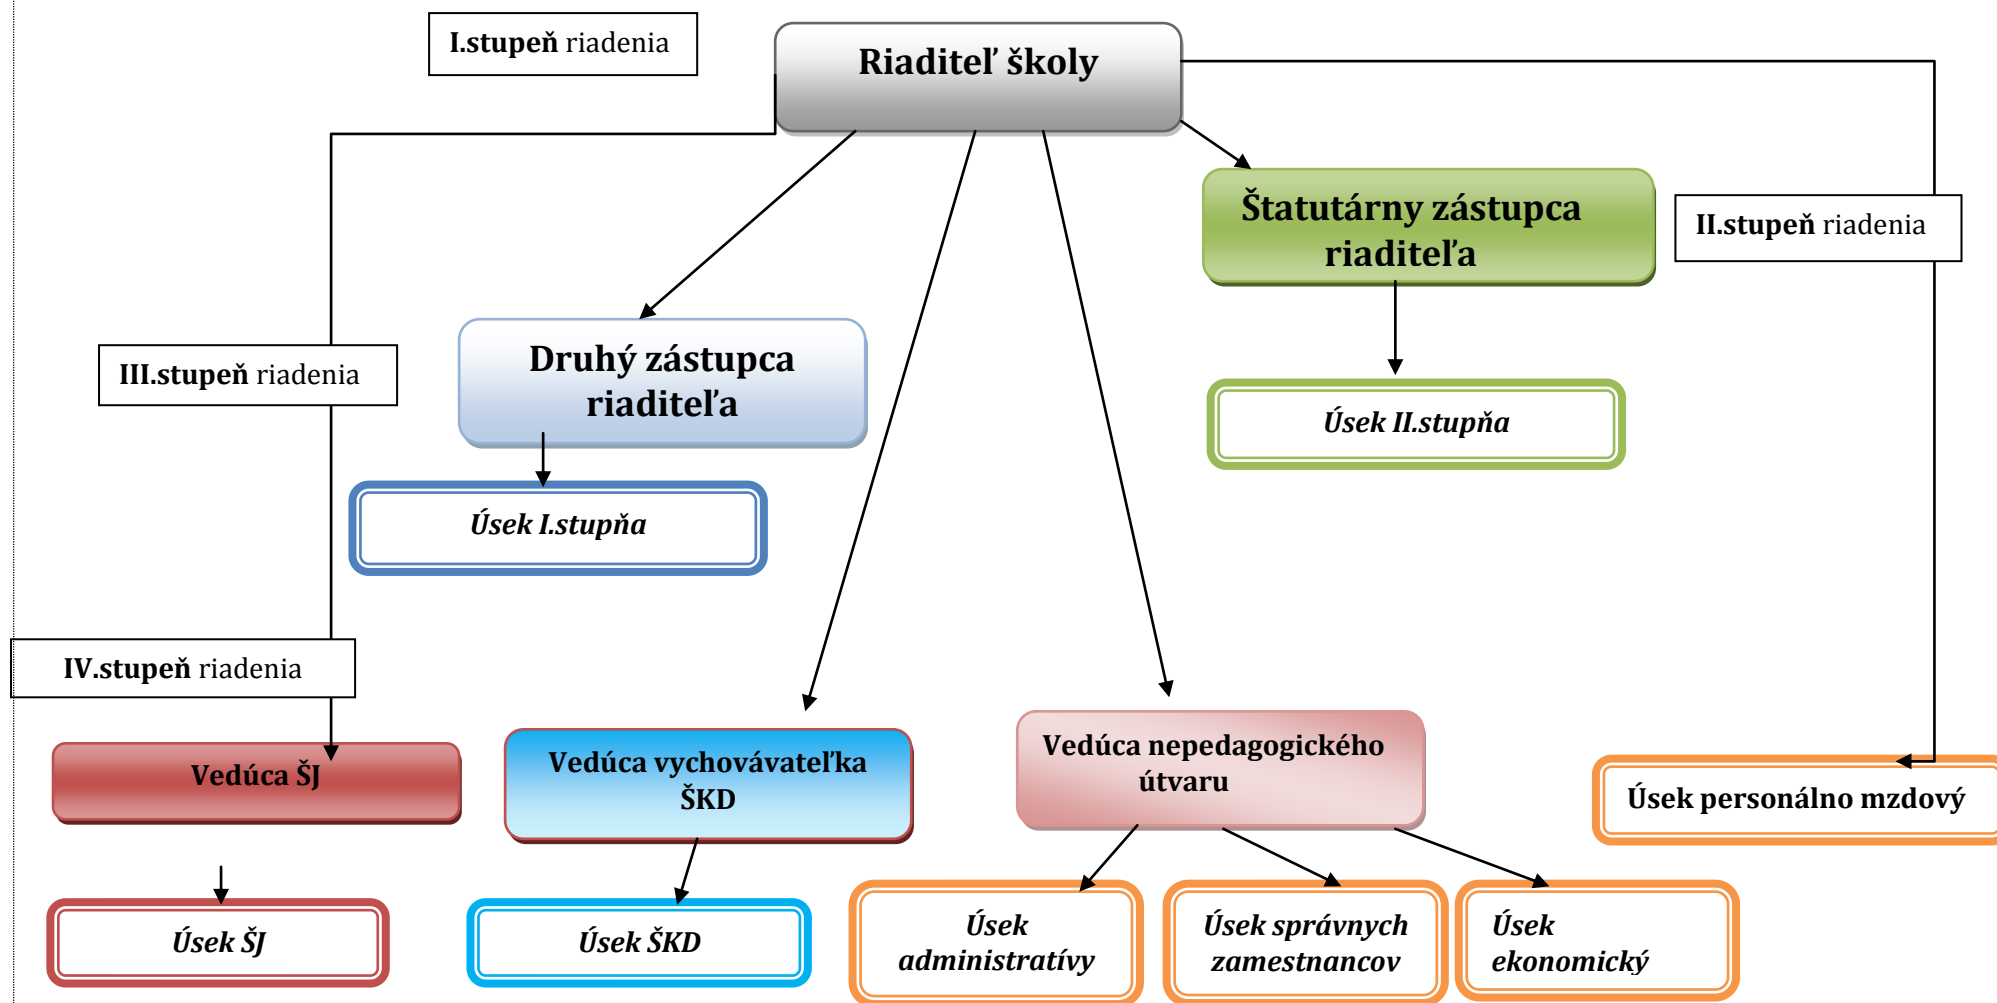 I.stupeň riadenia
Riaditeľ školy
Štatutárny zástupca
riaditeľa
II.stupeň riadenia
Druhý zástupca
riaditeľa
III.stupeň riadenia
Úsek II.stupňa
Úsek I.stupňa
IV.stupeň riadenia
Vedúca ŠJ
Vedúca vychovávateľka
ŠKD
Vedúca nepedagogického
útvaru
Úsek personálno mzdový
Úsek ŠJ
Úsek ŠKD
Úsek
administratívy
Úsek správnych
zamestnancov
Úsek
ekonomický